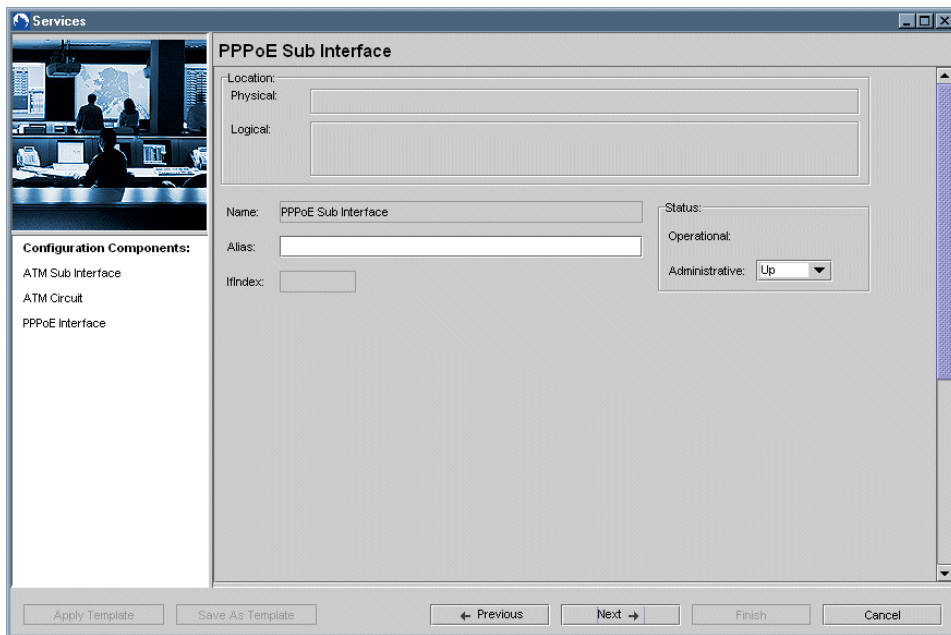 Services
PPPoE Sub Interface
Location:
Physical:
Logical:
Name: PPPoE Sub Interface
Alias:
IfIndex:
Status:
Operational:
Administrative: Up
Configuration Components:
ATM Sub Interface
ATM Circuit
PPPoE Interface
Apply Template
Save As Template
← Previous
Next →
Finish
Cancel